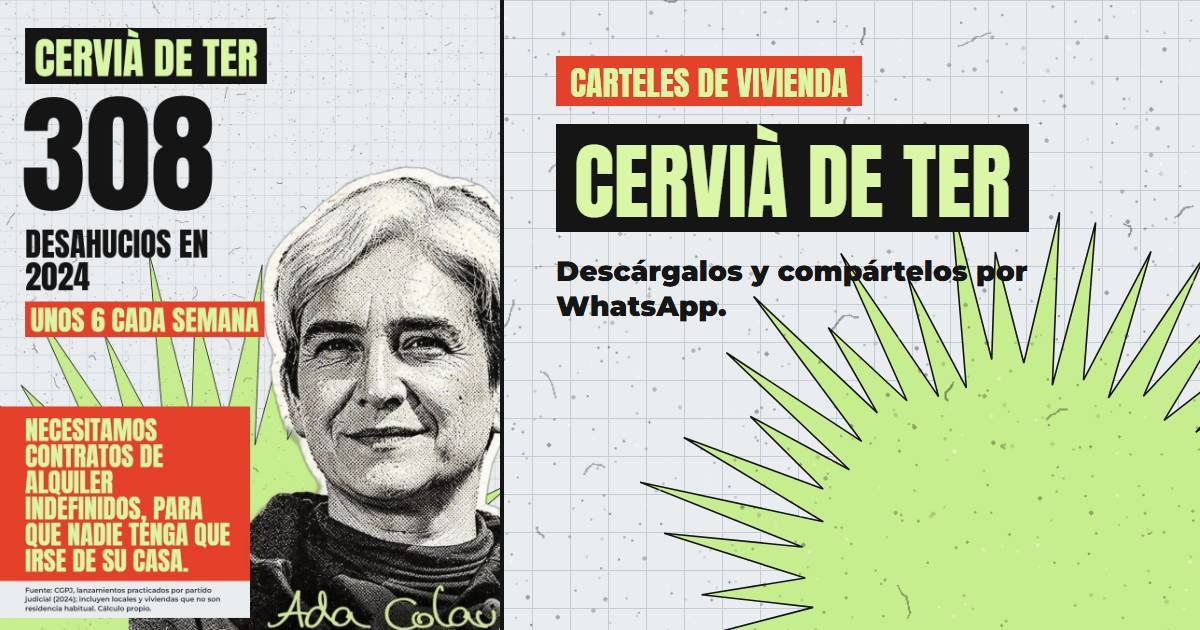 CERVIÀ DE TER
308
DESAHUCIOS EN
2024
UNOS 6 CADA SEMANA
NECESITAMOS
CONTRATOS DE
ALQUILER
INDEFINIDOS, PARA
QUE NADIE TENGA QUE
IRSE DE SU CASA.
Fuente: CGPJ, lanzamientos practicados por partido
judicial (2024); incluyen locales y viviendas que no son
residencia habitual. Cálculo propio.
Ada Colau
CARTELES DE VIVIENDA
CERVIÀ DE TER
Descárgalos y compártelos por
WhatsApp.